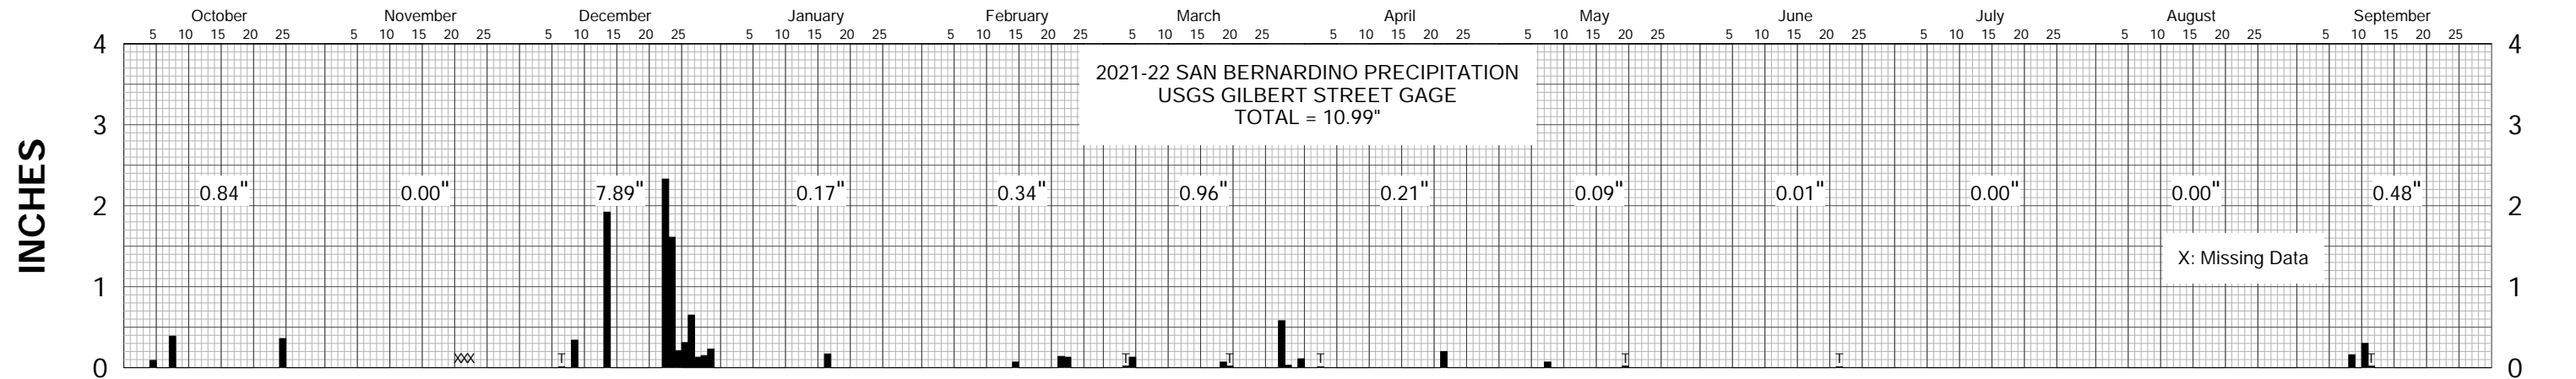 October November December January February March April May June July August September
5 10 15 20 25 5 10 15 20 25 5 10 15 20 25 5 10 15 20 25 5 10 15 20 25 5 10 15 20 25 5 10 15 20 25 5 10 15 20 25 5 10 15 20 25 5 10 15 20 25 5 10 15 20 25 5 10 15 20 25
4 4
2021-22 SAN BERNARDINO PRECIPITATION
USGS GILBERT STREET GAGE
TOTAL = 10.99"
3 3
INCHES
0.84" 0.00" 7.89" 0.17" 0.34" 0.96" 0.21" 0.09" 0.01" 0.00" 0.00" 0.48"
2 2
X: Missing Data
1 1
XXX T T T T T T T
0 0